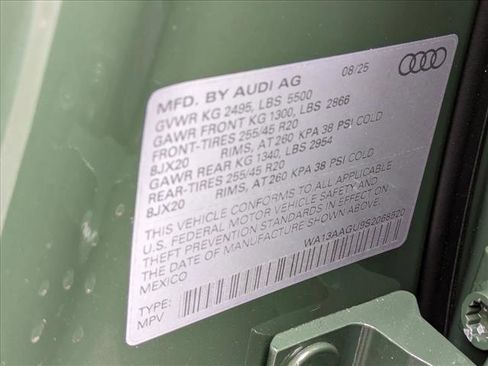 MFD. BY AUDI AG 08/25
GVWR KG 2495, LBS 5500
GAWR FRONT KG 1300, LBS 2866
FRONT-TIRES 255/45 R20
8JX20 RIMS, AT 260 KPA 38 PSI COLD
GAWR REAR KG 1340, LBS 2954
REAR-TIRES 255/45 R20
8JX20 RIMS, AT 260 KPA 38 PSI COLD
THIS VEHICLE CONFORMS TO ALL APPLICABLE
U.S. FEDERAL MOTOR VEHICLE SAFETY AND
THEFT PREVENTION STANDARDS IN EFFECT ON
THE DATE OF MANUFACTURE SHOWN ABOVE.
MEXICO
TYPE:
MPV